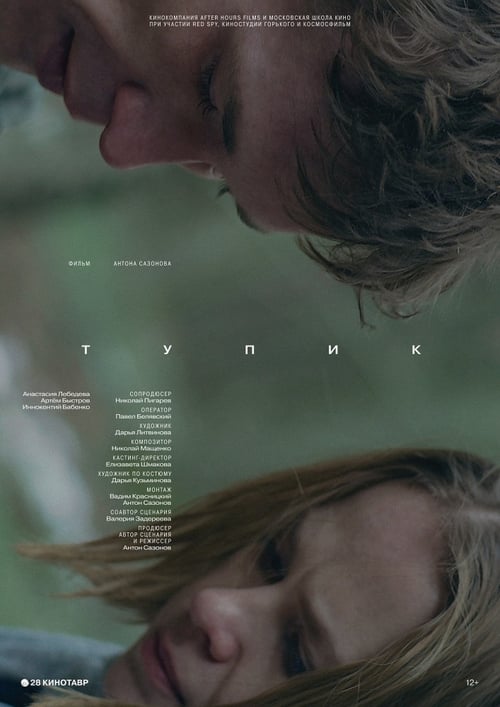 КИНОКОМПАНИЯ AFTER HOURS FILMS И МОСКОВСКАЯ ШКОЛА КИНО
ПРИ УЧАСТИИ RED SPY, КИНОСТУДИИ ГОРЬКОГО И КОСМОСФИЛЬМ
ФИЛЬМ АНТОНА САЗОНОВА
ТУПИК
Анастасия Лебедева
Артём Быстров
Иннокентий Бабенко
СОПРОДЮСЕР
Николай Пигарев
ОПЕРАТОР
Павел Белявский
ХУДОЖНИК
Дарья Литвинова
КОМПОЗИТОР
Николай Мащенко
КАСТИНГ-ДИРЕКТОР
Елизавета Шмакова
ХУДОЖНИК ПО КОСТЮМУ
Дарья Кузьминова
МОНТАЖ
Вадим Красницкий
Антон Сазонов
СОАВТОР СЦЕНАРИЯ
Валерия Задереева
ПРОДЮСЕР
АВТОР СЦЕНАРИЯ
И РЕЖИССЕР
Антон Сазонов
28 КИНОТАВР
12+